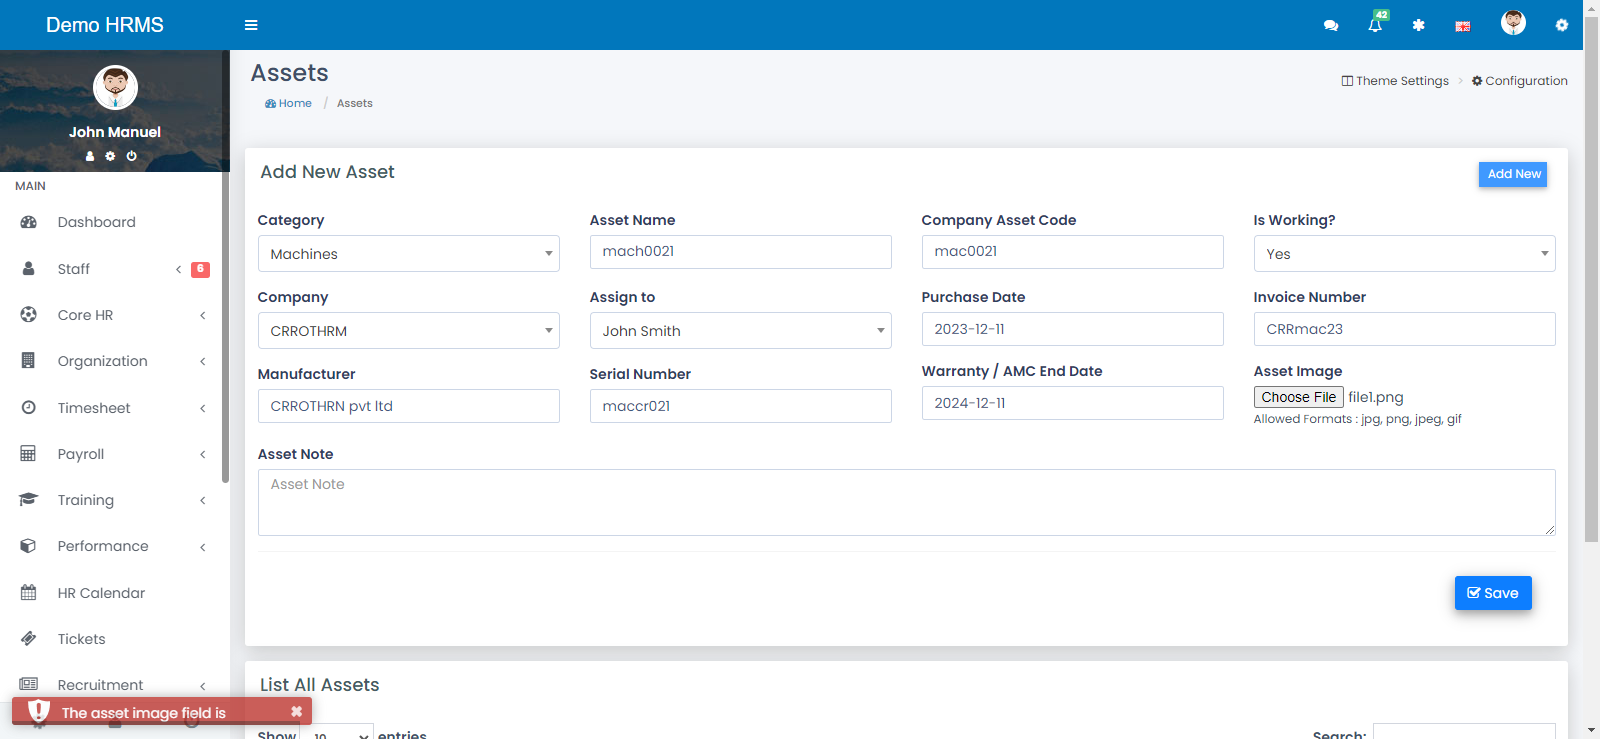 Demo HRMS
42
Assets
Home / Assets
Theme Settings > Configuration
John Manuel
MAIN
Dashboard
Staff 6
Core HR
Organization
Timesheet
Payroll
Training
Performance
HR Calendar
Tickets
Recruitment
Add New Asset
Add New
Category Asset Name Company Asset Code Is Working?
Machines mach0021 mac0021 Yes
Company Assign to Purchase Date Invoice Number
CRROTHRM John Smith 2023-12-11 CRRmac23
Manufacturer Serial Number Warranty / AMC End Date Asset Image
CRROTHRN pvt ltd maccr021 2024-12-11 Choose File file1.png
Allowed Formats : jpg, png, jpeg, gif
Asset Note
Asset Note
Save
List All Assets
Show 10 entries Search:
The asset image field is